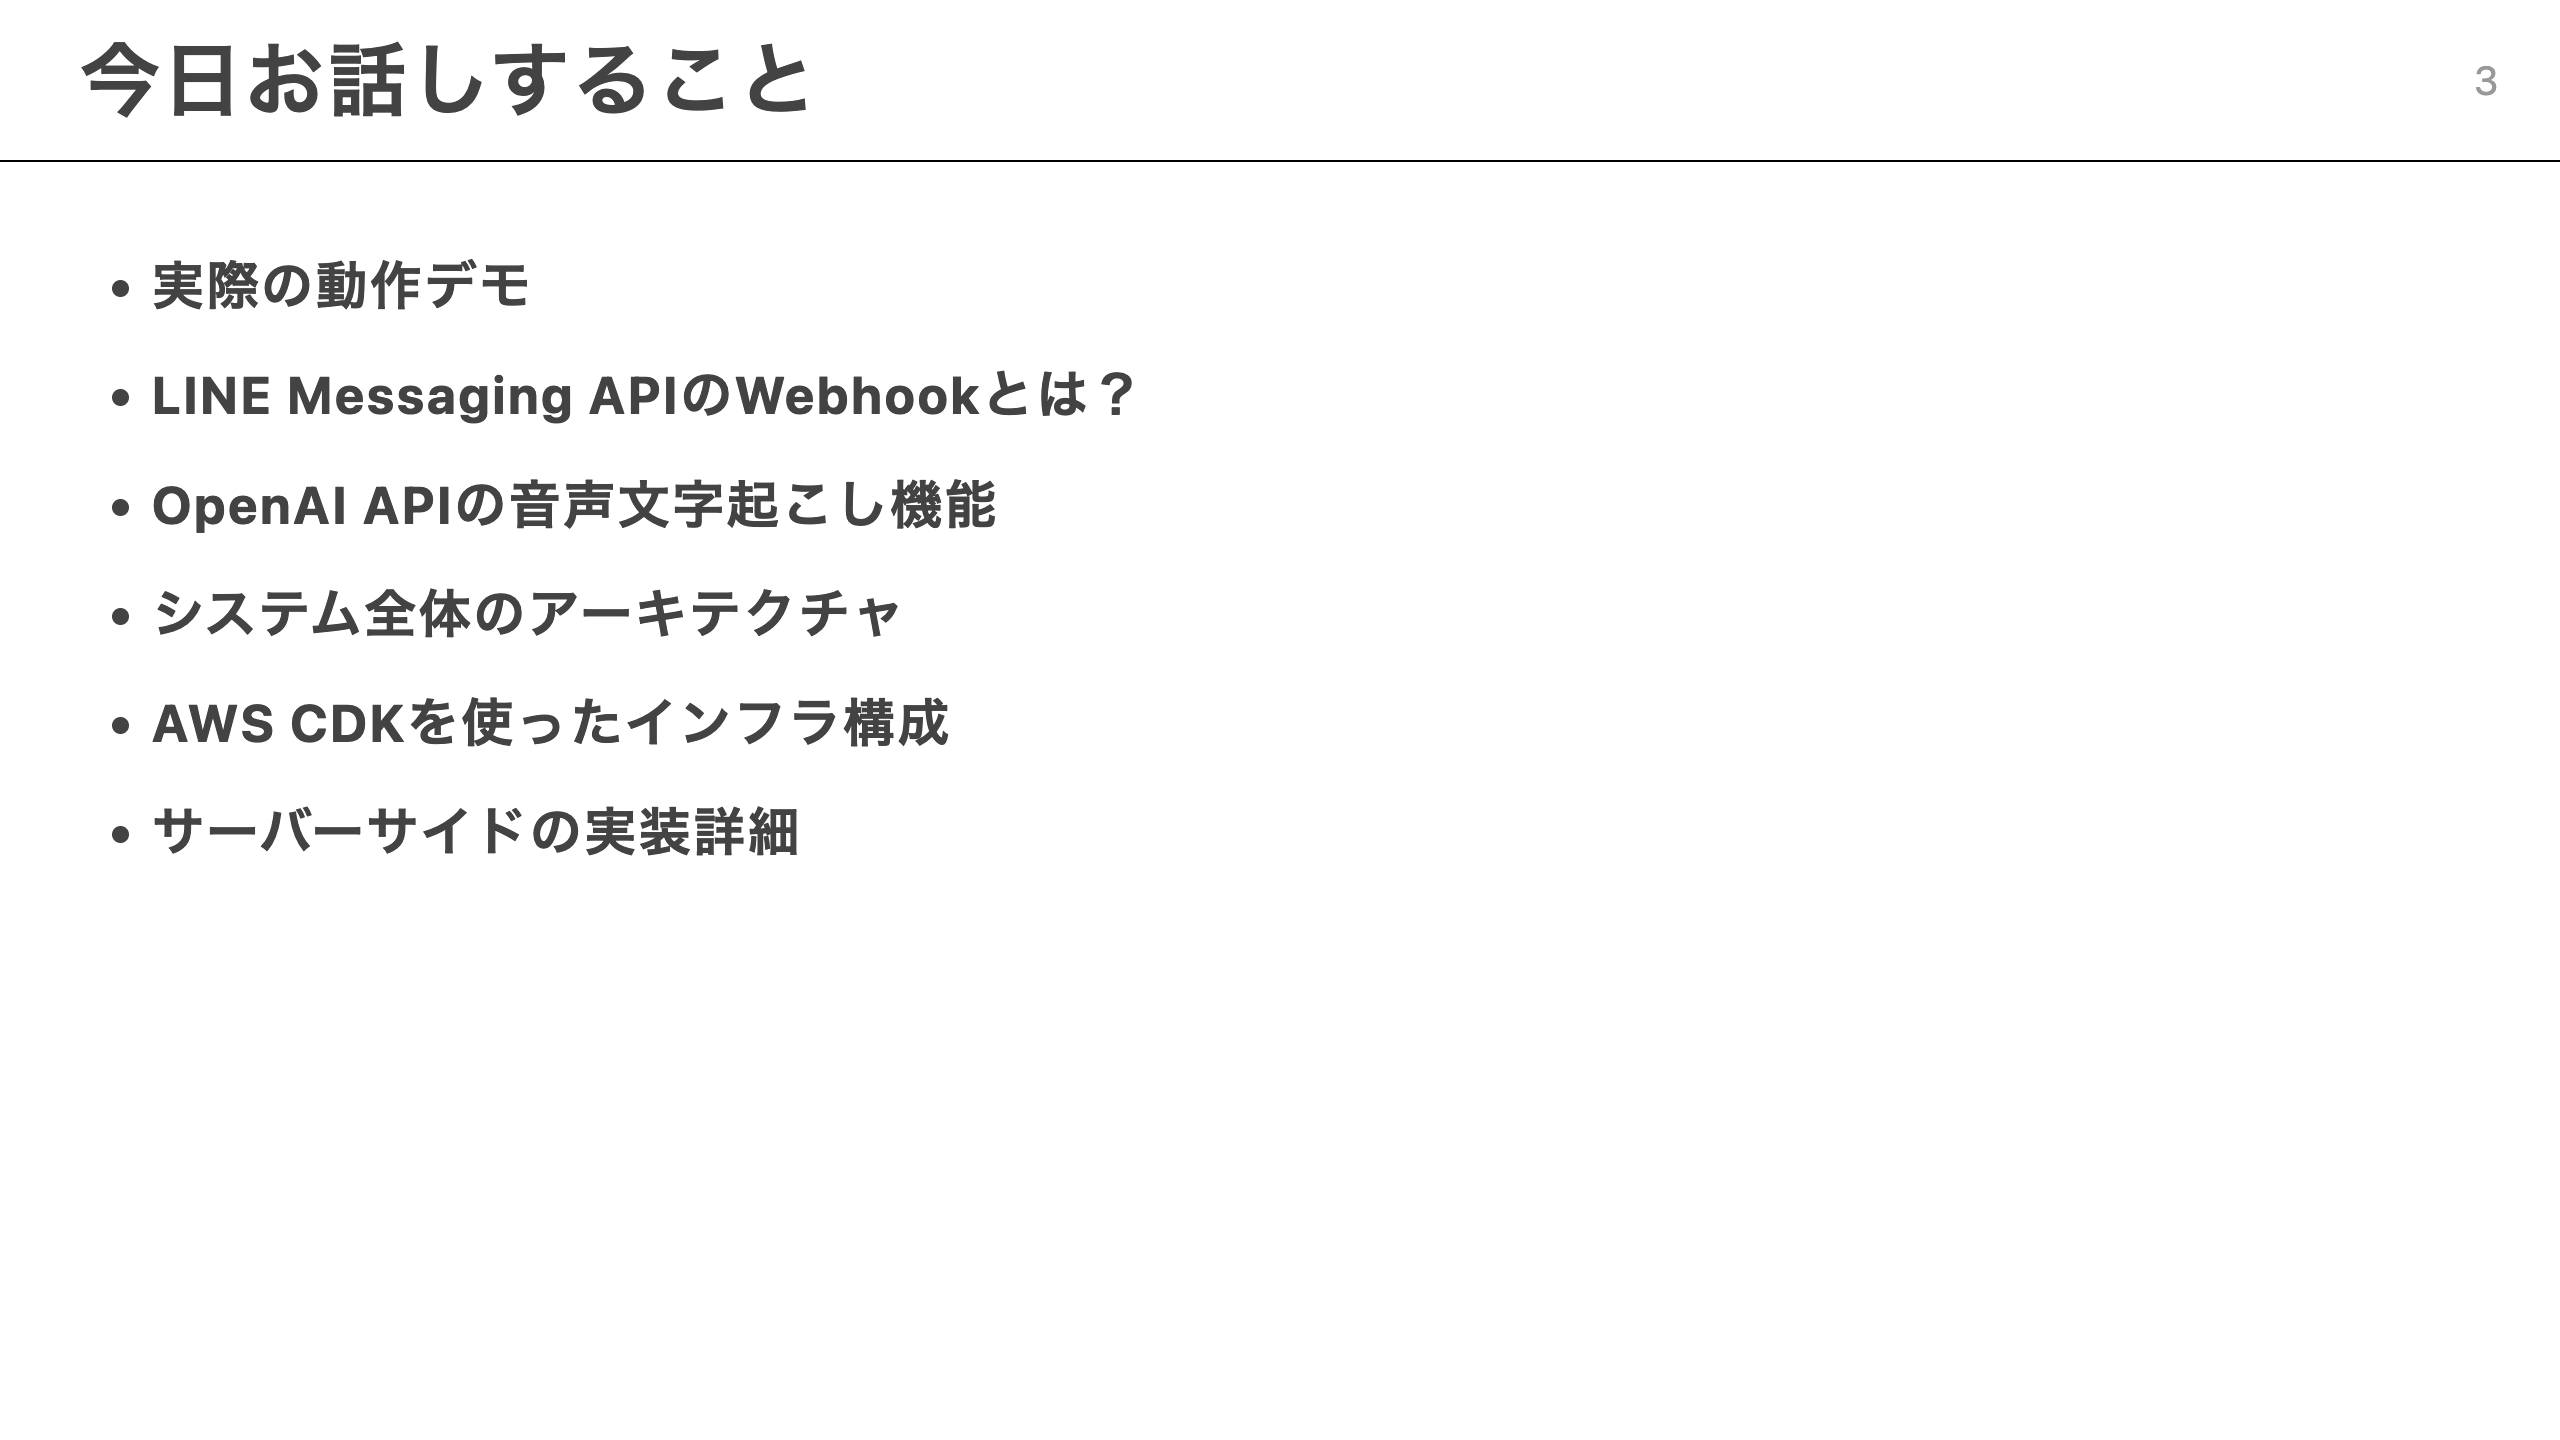 今日お話しすること
3
• 実際の動作デモ
• LINE Messaging APIのWebhookとは？
• OpenAI APIの音声文字起こし機能
• システム全体のアーキテクチャ
• AWS CDKを使ったインフラ構成
• サーバーサイドの実装詳細